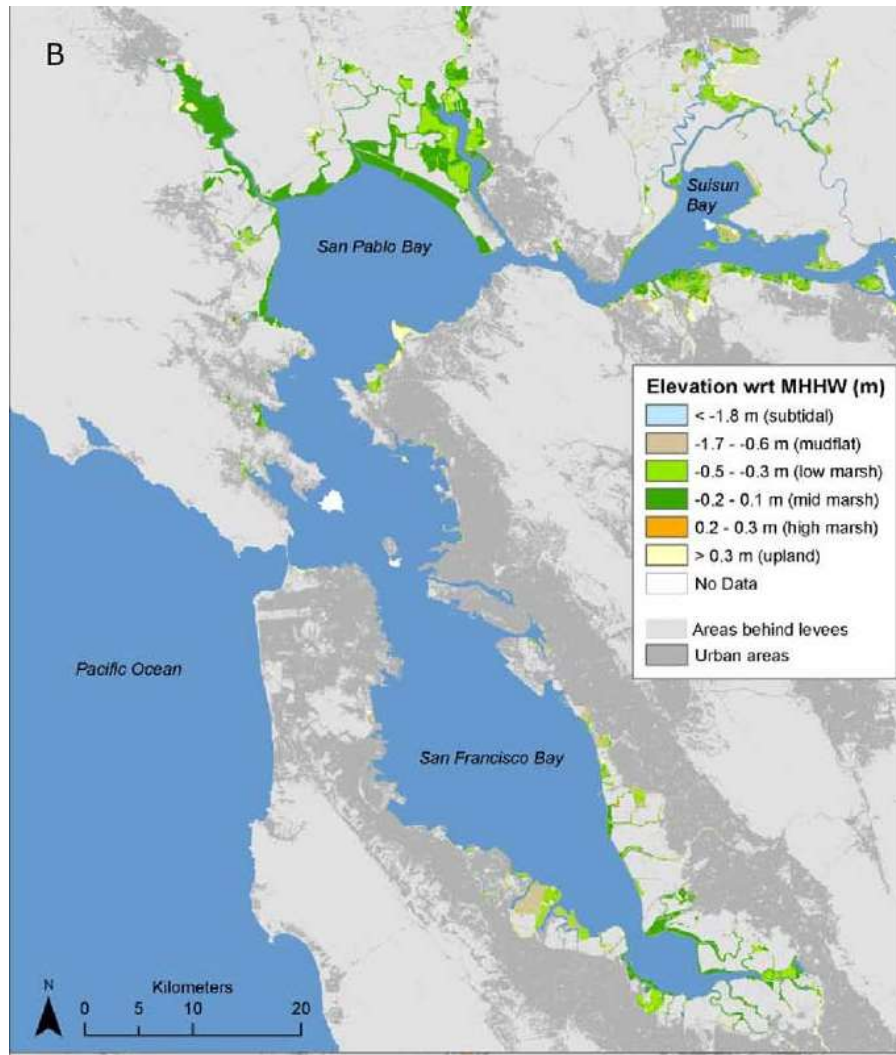 B
San Pablo Bay
Suisun
Bay
Elevation wrt MHHW (m)
< -1.8 m (subtidal)
-1.7 - -0.6 m (mudflat)
-0.5 - -0.3 m (low marsh)
-0.2 - 0.1 m (mid marsh)
0.2 - 0.3 m (high marsh)
> 0.3 m (upland)
No Data
Areas behind levees
Urban areas
Pacific Ocean
San Francisco Bay
N
Kilometers
0 5 10 20